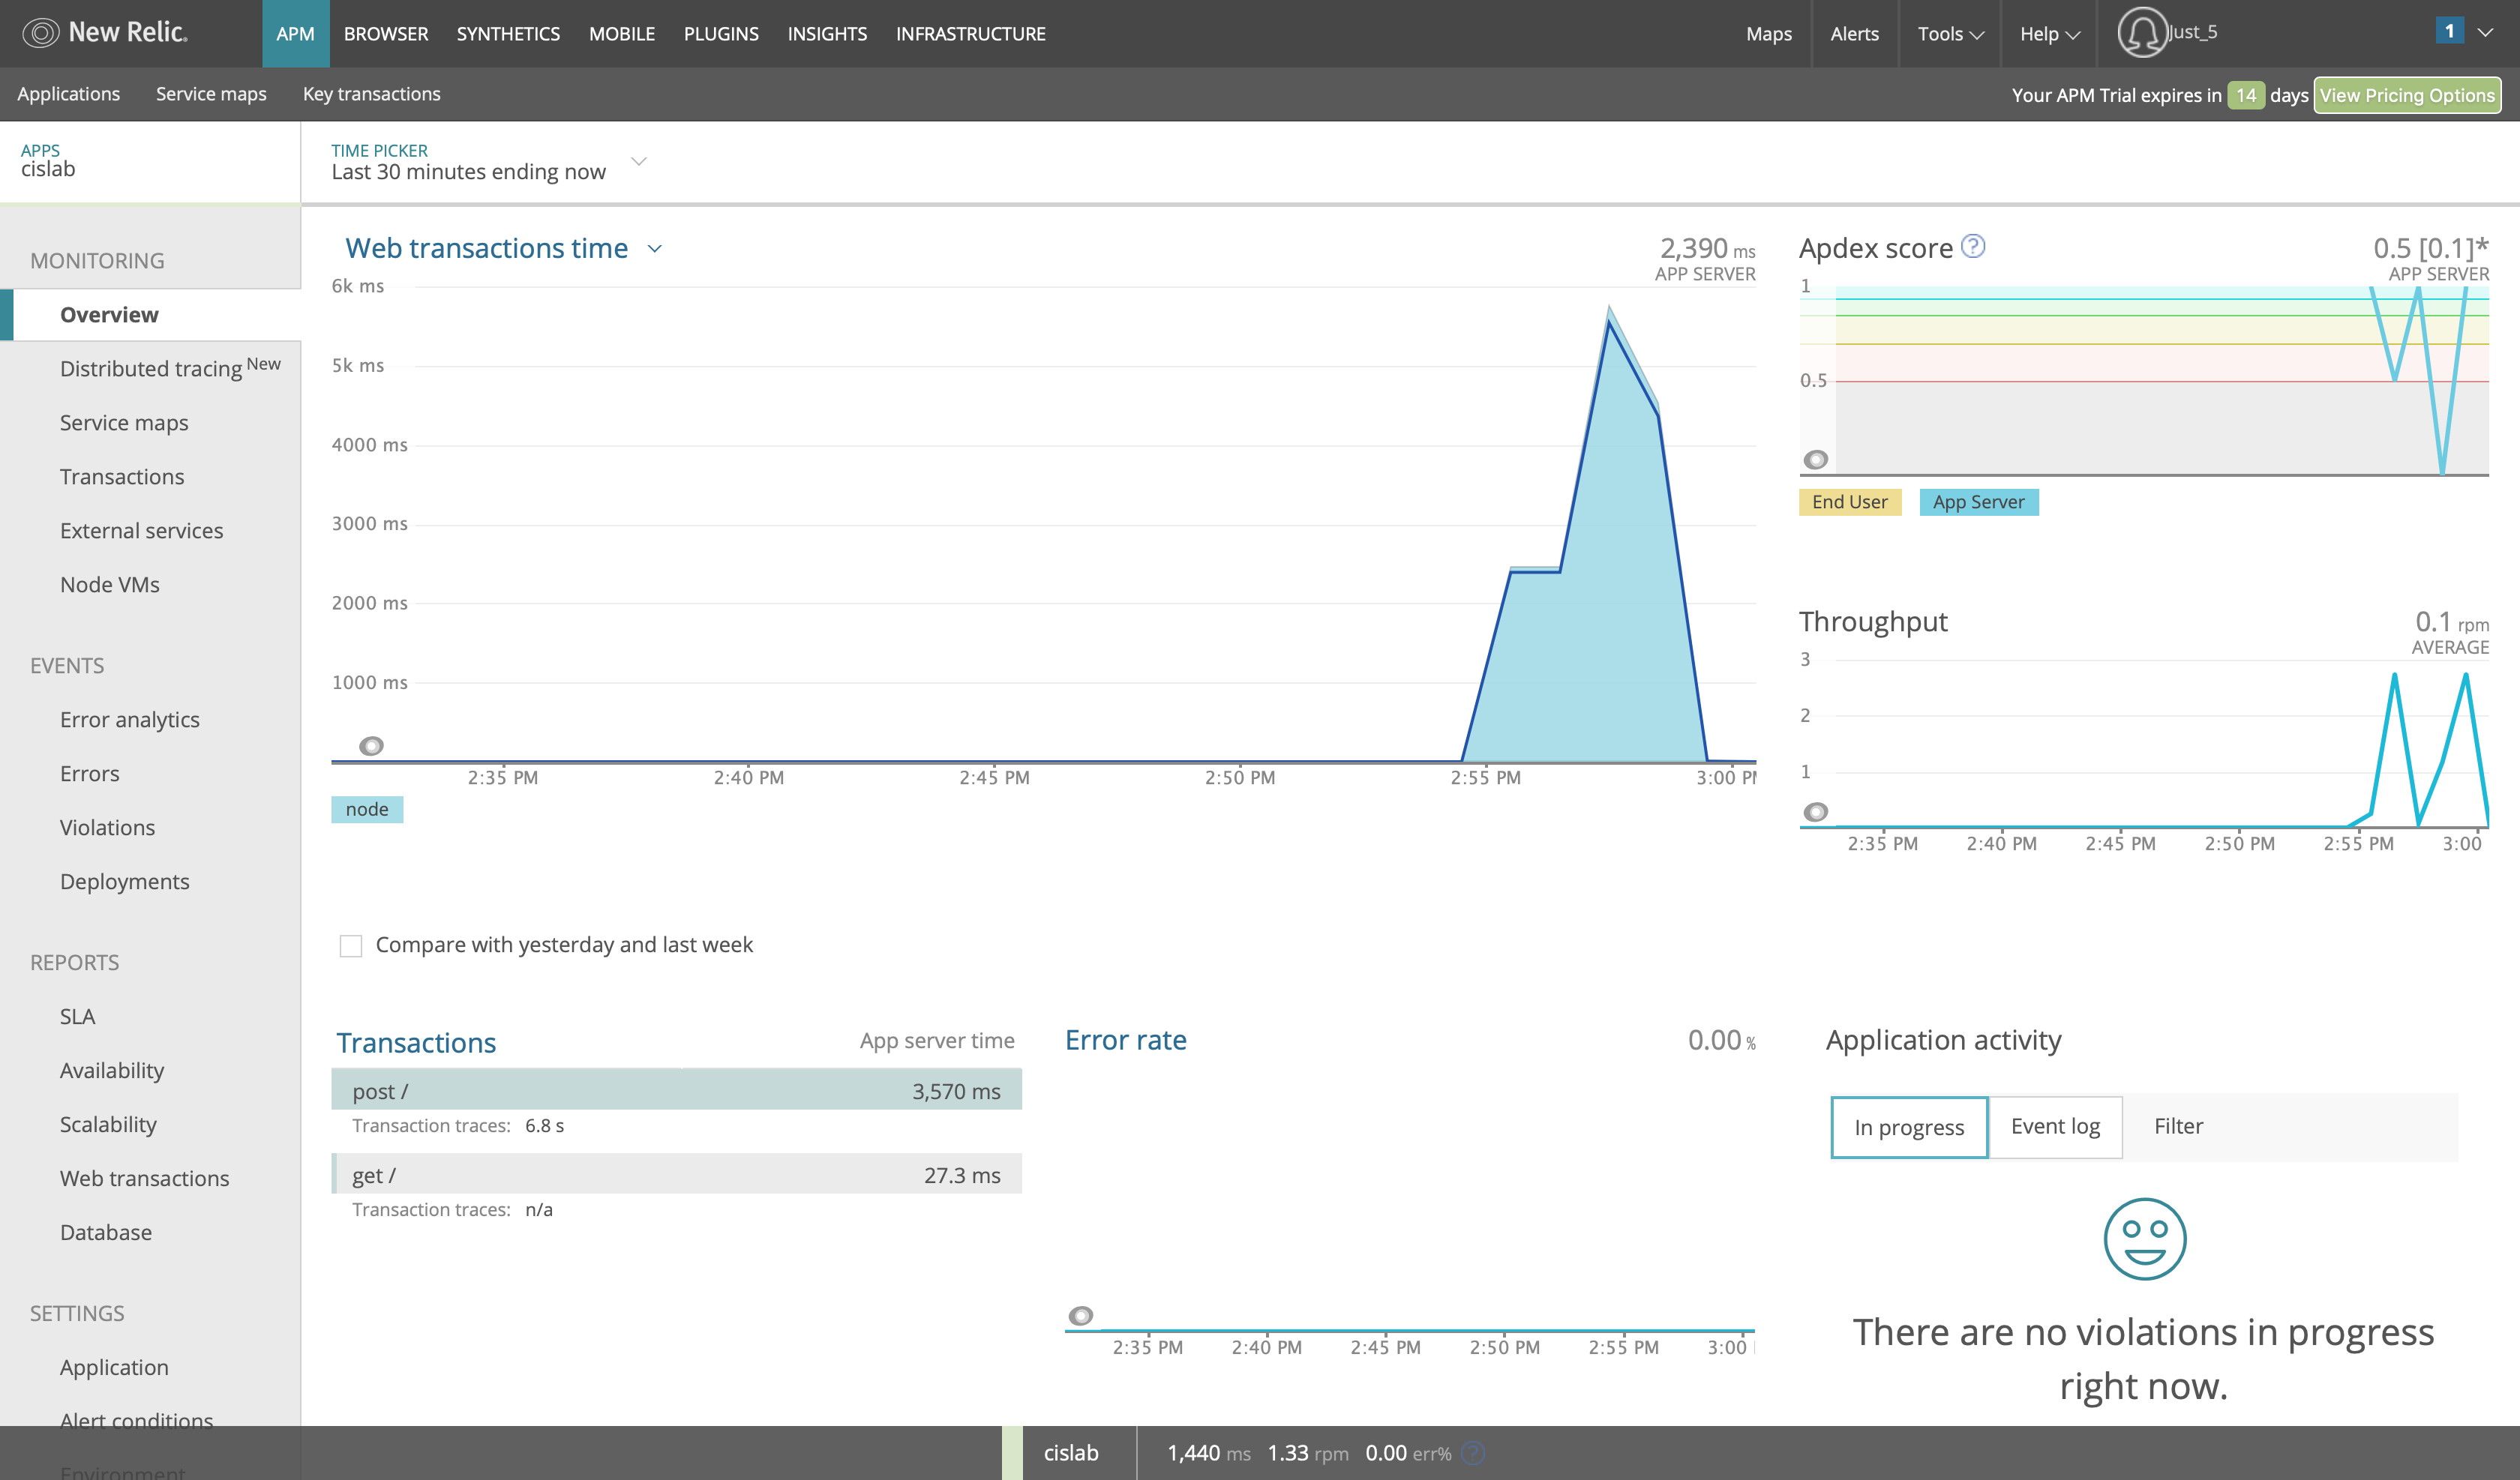 New Relic.
APM BROWSER SYNTHETICS MOBILE PLUGINS INSIGHTS INFRASTRUCTURE
Maps Alerts Tools Help Just_5 1
Applications Service maps Key transactions
Your APM Trial expires in 14 days View Pricing Options
APPS
cislab
TIME PICKER
Last 30 minutes ending now
MONITORING
Overview
Distributed tracing New
Service maps
Transactions
External services
Node VMs
EVENTS
Error analytics
Errors
Violations
Deployments
REPORTS
SLA
Availability
Scalability
Web transactions
Database
SETTINGS
Application
Alert conditions
Environment
Web transactions time
2,390 ms
APP SERVER
6k ms
5k ms
4000 ms
3000 ms
2000 ms
1000 ms
2:35 PM 2:40 PM 2:45 PM 2:50 PM 2:55 PM 3:00 PM
node
Compare with yesterday and last week
Apdex score ?
0.5 [0.1]*
APP SERVER
1
0.5
End User App Server
Throughput
0.1 rpm
AVERAGE
3
2
1
2:35 PM 2:40 PM 2:45 PM 2:50 PM 2:55 PM 3:00
Transactions App server time
post / 3,570 ms
Transaction traces: 6.8 s
get / 27.3 ms
Transaction traces: n/a
Error rate 0.00 %
2:35 PM 2:40 PM 2:45 PM 2:50 PM 2:55 PM 3:00
Application activity
In progress Event log Filter
There are no violations in progress
right now.
cislab 1,440 ms 1.33 rpm 0.00 err% ?